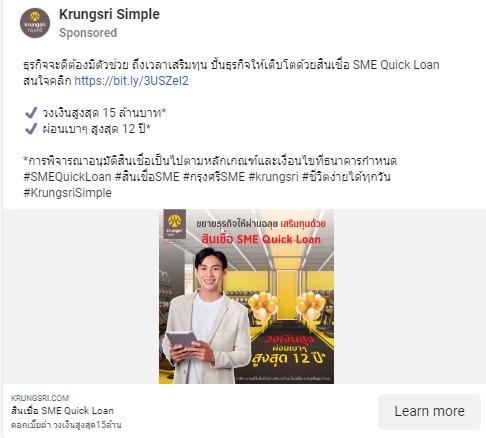 Krungsri Simple
Sponsored
ธุรกิจจะดีต้องมีตัวช่วย ถึงเวลาเสริมทุน ปั้นธุรกิจให้เติบโตด้วยสินเชื่อ SME Quick Loan
สนใจคลิก https://bit.ly/3USZeI2
วงเงินสูงสุด 15 ล้านบาท*
ผ่อนเบาๆ สูงสุด 12 ปี*
*การพิจารณาอนุมัติสินเชื่อเป็นไปตามหลักเกณฑ์และเงื่อนไขที่ธนาคารกำหนด
#SMEQuickLoan #สินเชื่อSME #กรุงศรีSME #krungsri #ชีวิตง่ายได้ทุกวัน
#KrungsriSimple
krungsri
กรุงศรี
ขยายธุรกิจให้ผ่านฉลุย เสริมทุนด้วย
สินเชื่อ SME Quick Loan
วงเงินสูง
ผ่อนเบาๆ
สูงสุด 12 ปี*
KRUNGSRI.COM
สินเชื่อ SME Quick Loan
ดอกเบี้ยต่ำ วงเงินสูงสุด15ล้าน
Learn more